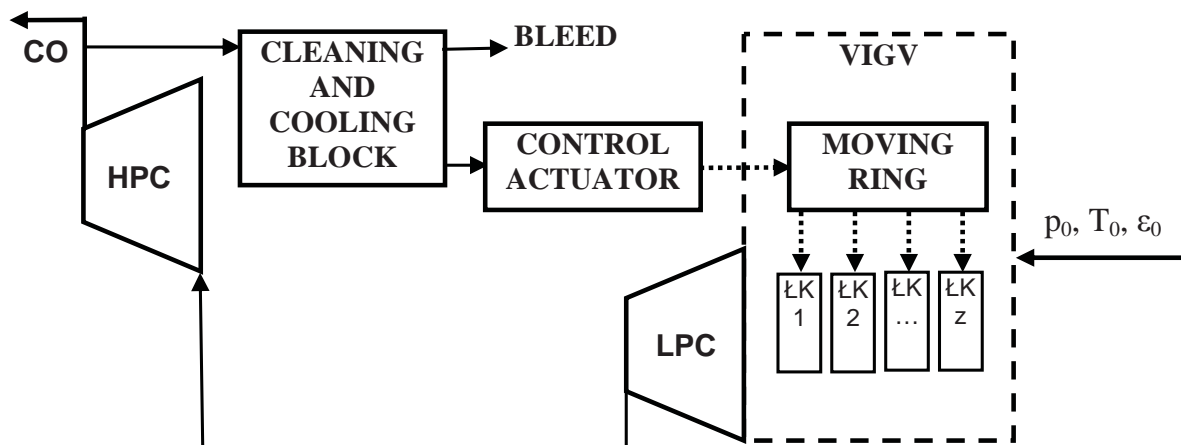 CO
CLEANING
AND
COOLING
BLOCK
BLEED
VIGV
HPC
CONTROL
ACTUATOR
MOVING
RING
p₀, T₀, ε₀
ŁK
1
ŁK
2
ŁK
...
ŁK
z
LPC